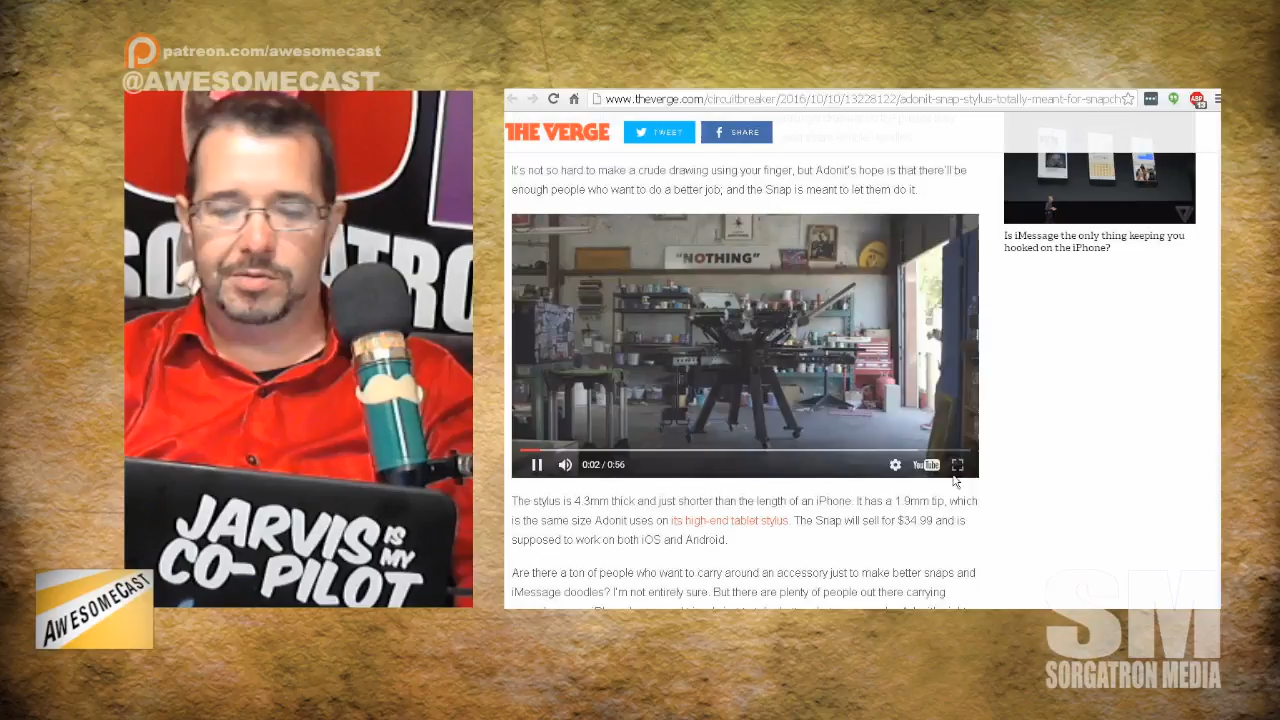 patreon.com/awesomecast
@AWESOMECAST
www.theverge.com/circuitbreaker/2016/10/10/13228122/adonit-snap-stylus-totally-meant-for-snapch
ABP
13
THE VERGE
TWEET
SHARE
It's not so hard to make a crude drawing using your finger, but Adonit's hope is that there'll be
enough people who want to do a better job; and the Snap is meant to let them do it.
"NOTHING"
0:02 / 0:56
YouTube
Is iMessage the only thing keeping you
hooked on the iPhone?
The stylus is 4.3mm thick and just shorter than the length of an iPhone. It has a 1.9mm tip, which
is the same size Adonit uses on its high-end tablet stylus. The Snap will sell for $34.99 and is
supposed to work on both iOS and Android.
Are there a ton of people who want to carry around an accessory just to make better snaps and
iMessage doodles? I'm not entirely sure. But there are plenty of people out there carrying
JARVIS IS MY
CO-PILOT
AWESOMECAST
SM
SORGATRON MEDIA